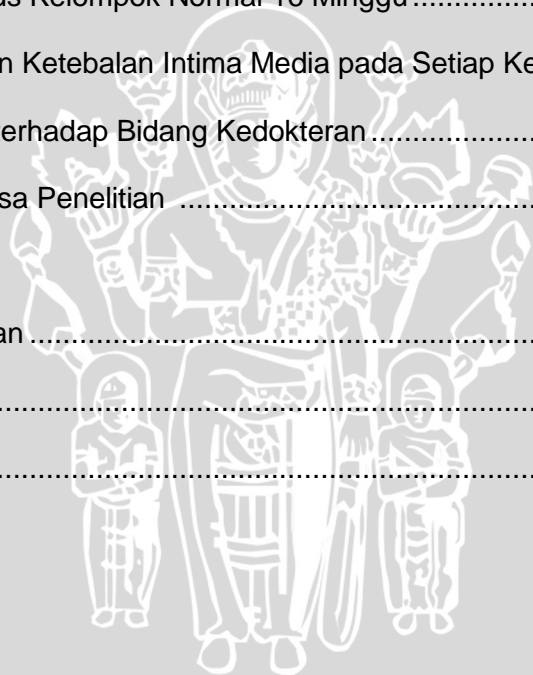 Kelompok Normal 16 Minggu..............
n Ketebalan Intima Media pada Setiap Ke
erhadap Bidang Kedokteran.....................
sa Penelitian .............................................
an.................................................................
....................................................................
....................................................................